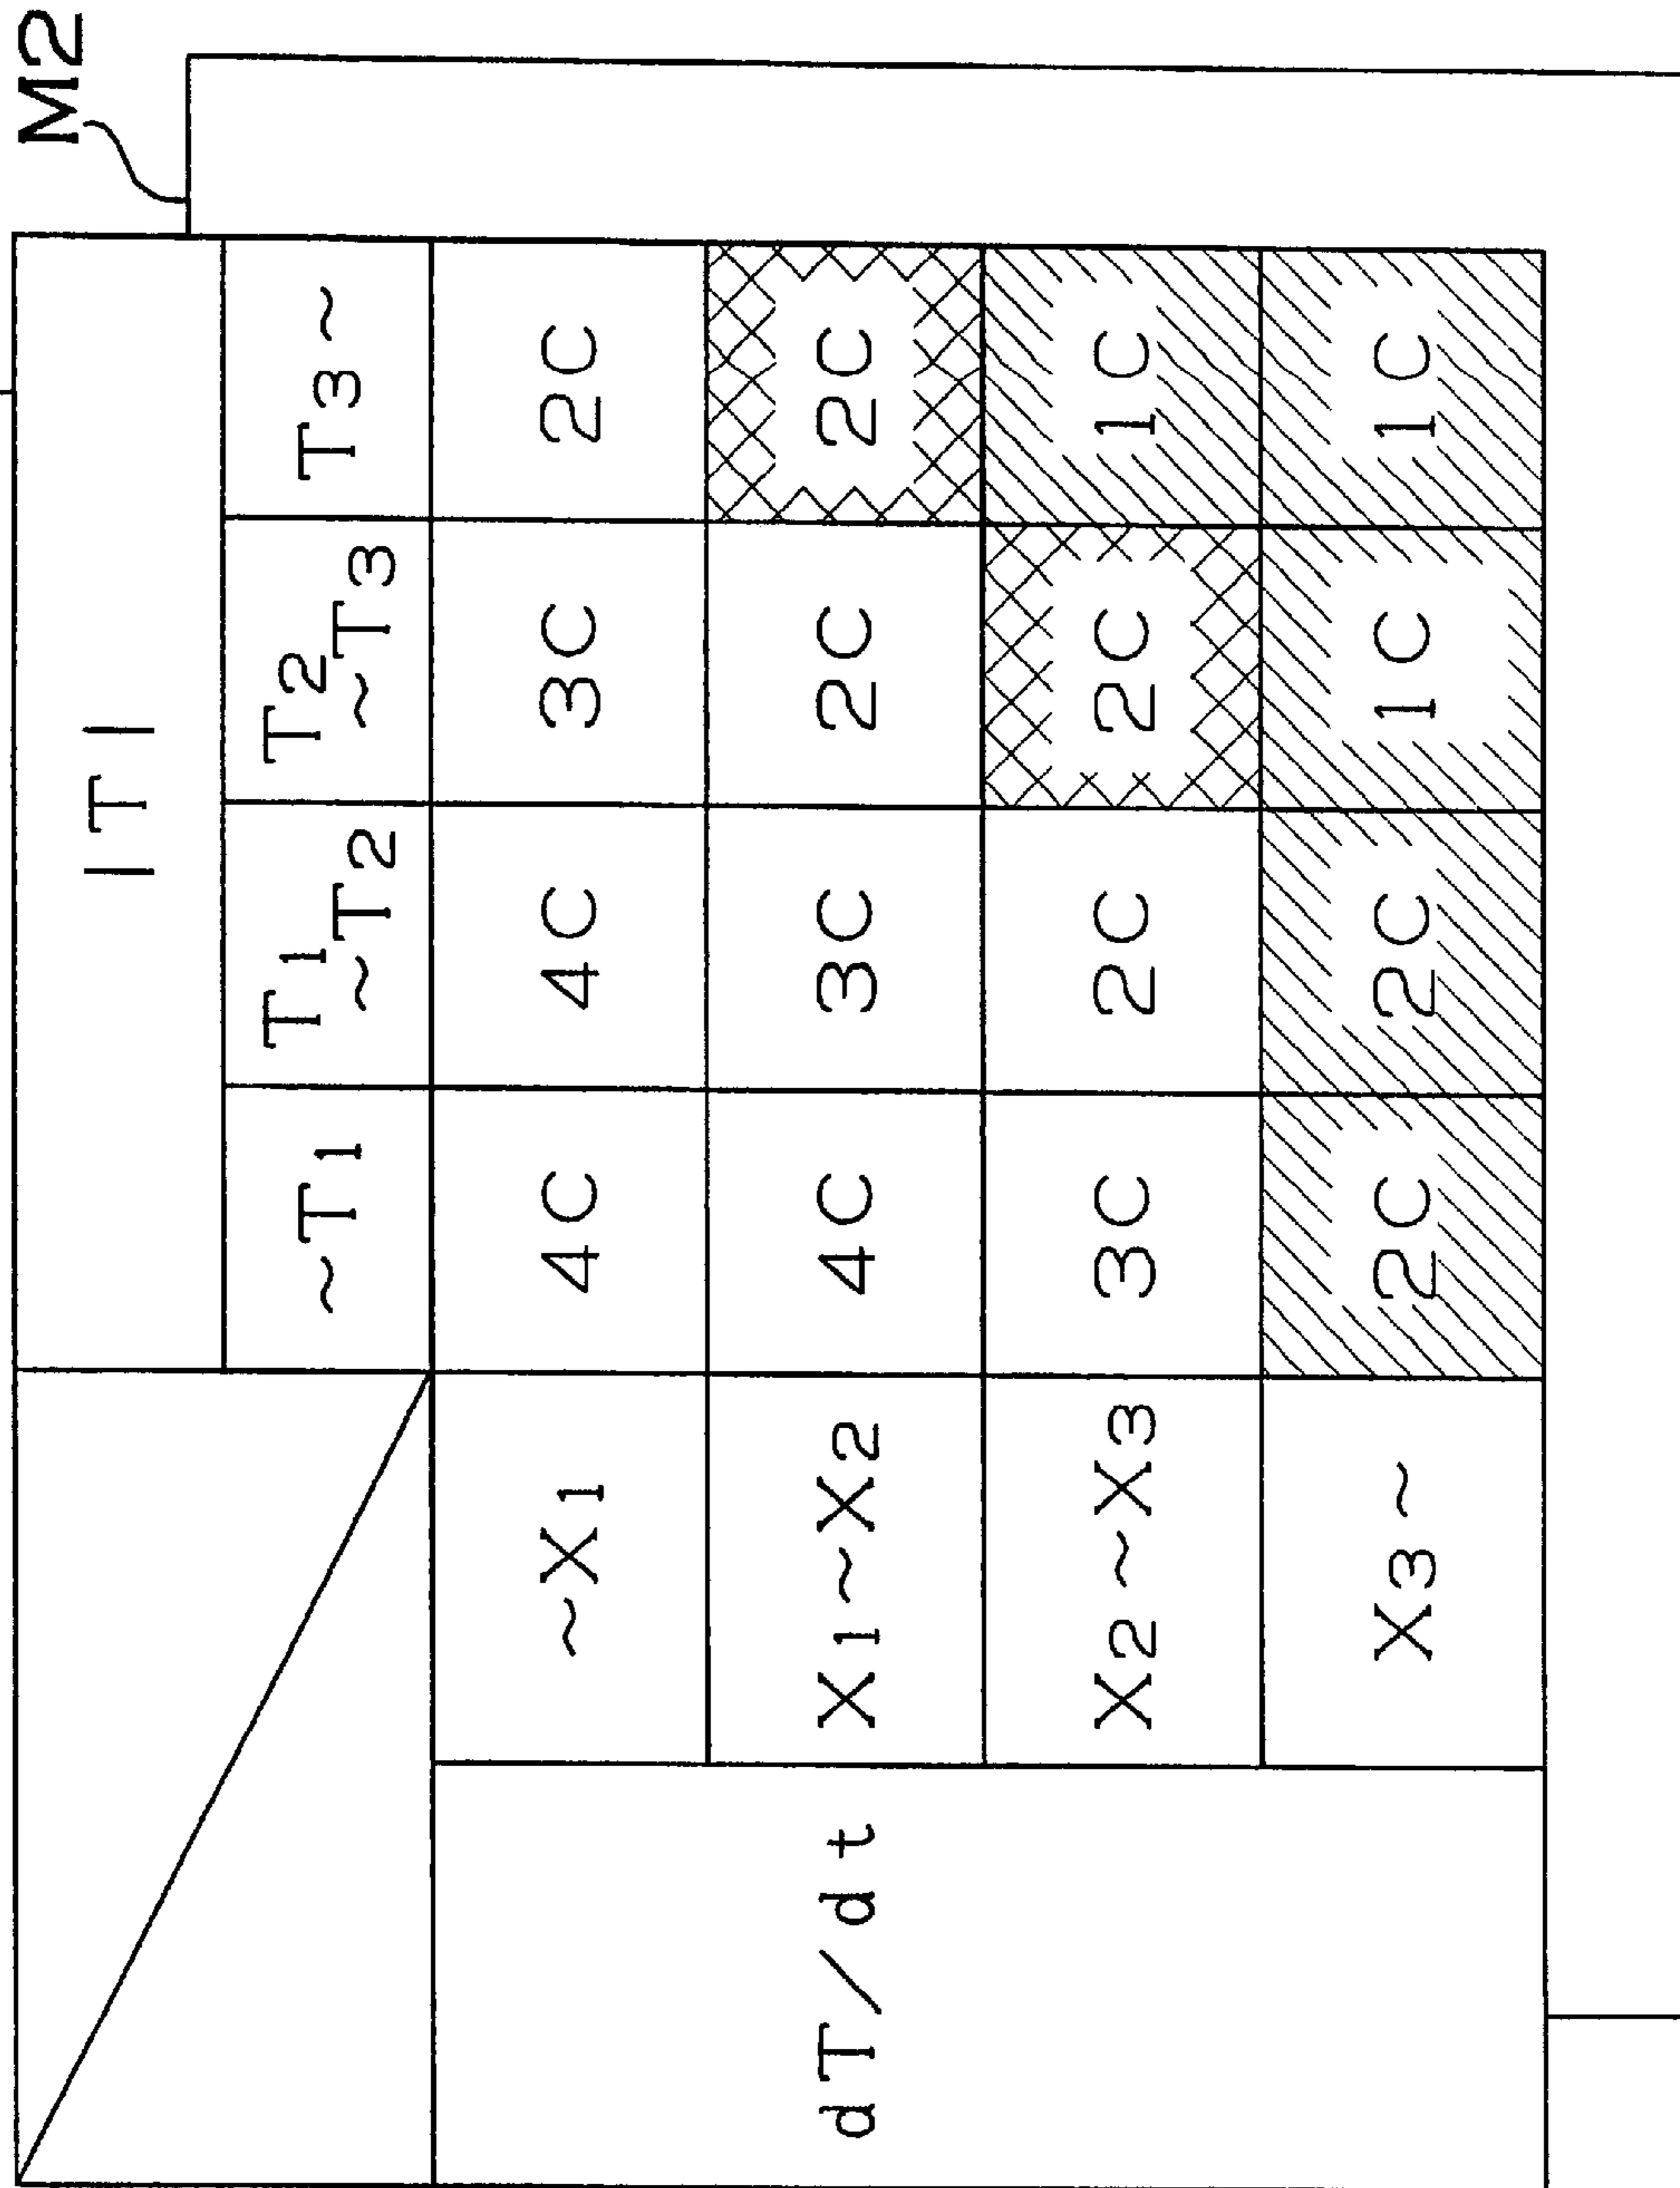 M2
|T|
~T1 T1~T2 T2~T3 T3~
~X1 4C 4C 3C 2C
dT/dt X1~X2 4C 3C 2C 2C
X2~X3 3C 2C 2C 1C
X3~ 2C 2C 1C 1C